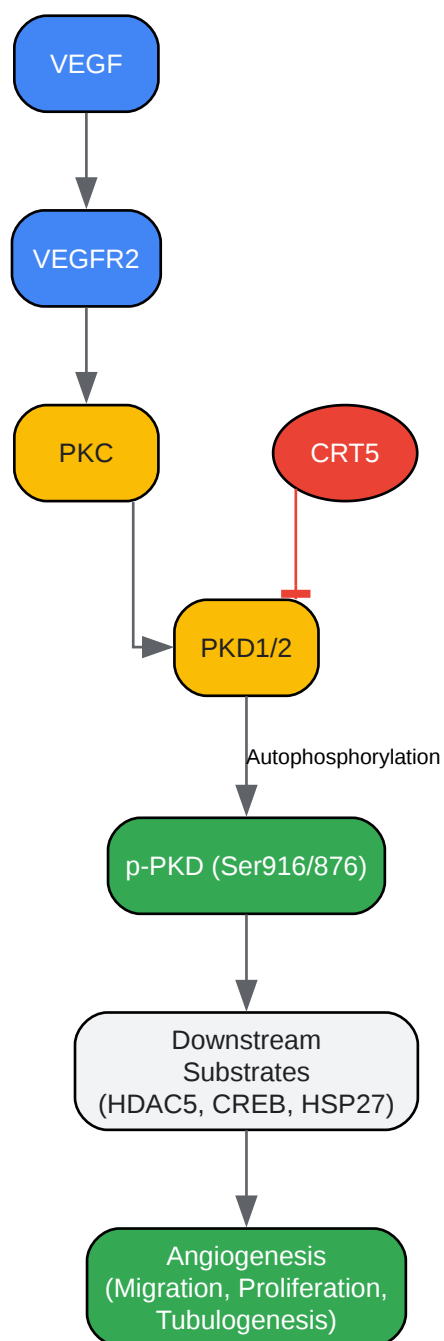 VEGF
VEGFR2
PKC
CRT5
PKD1/2
Autophosphorylation
p-PKD (Ser916/876)
Downstream
Substrates
(HDAC5, CREB, HSP27)
Angiogenesis
(Migration, Proliferation,
Tubulogenesis)